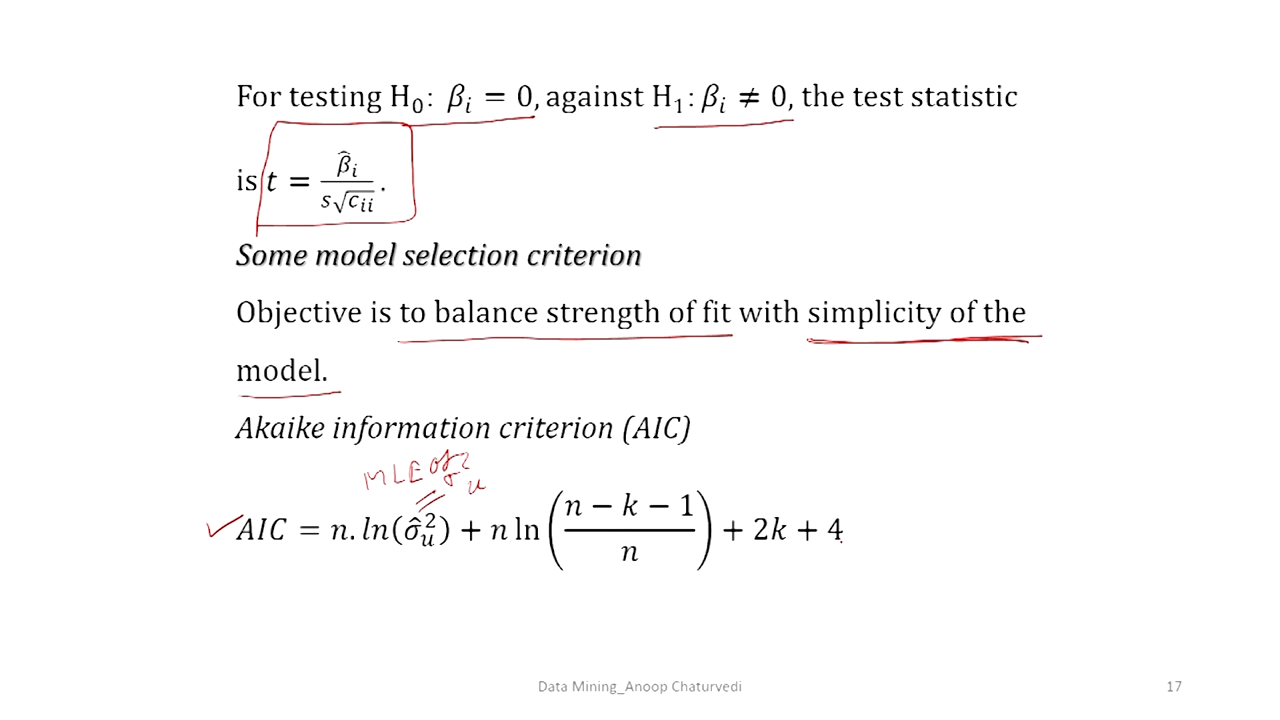 For testing H₀: βᵢ = 0, against H₁: βᵢ ≠ 0, the test statistic
is t = β̂ᵢ / s√cᵢᵢ .
Some model selection criterion
Objective is to balance strength of fit with simplicity of the
model.
Akaike information criterion (AIC)
MLE of σ²ᵤ
AIC = n. ln(σ̂ᵤ²) + n ln((n − k − 1) / n) + 2k + 4
Data Mining_Anoop Chaturvedi
17